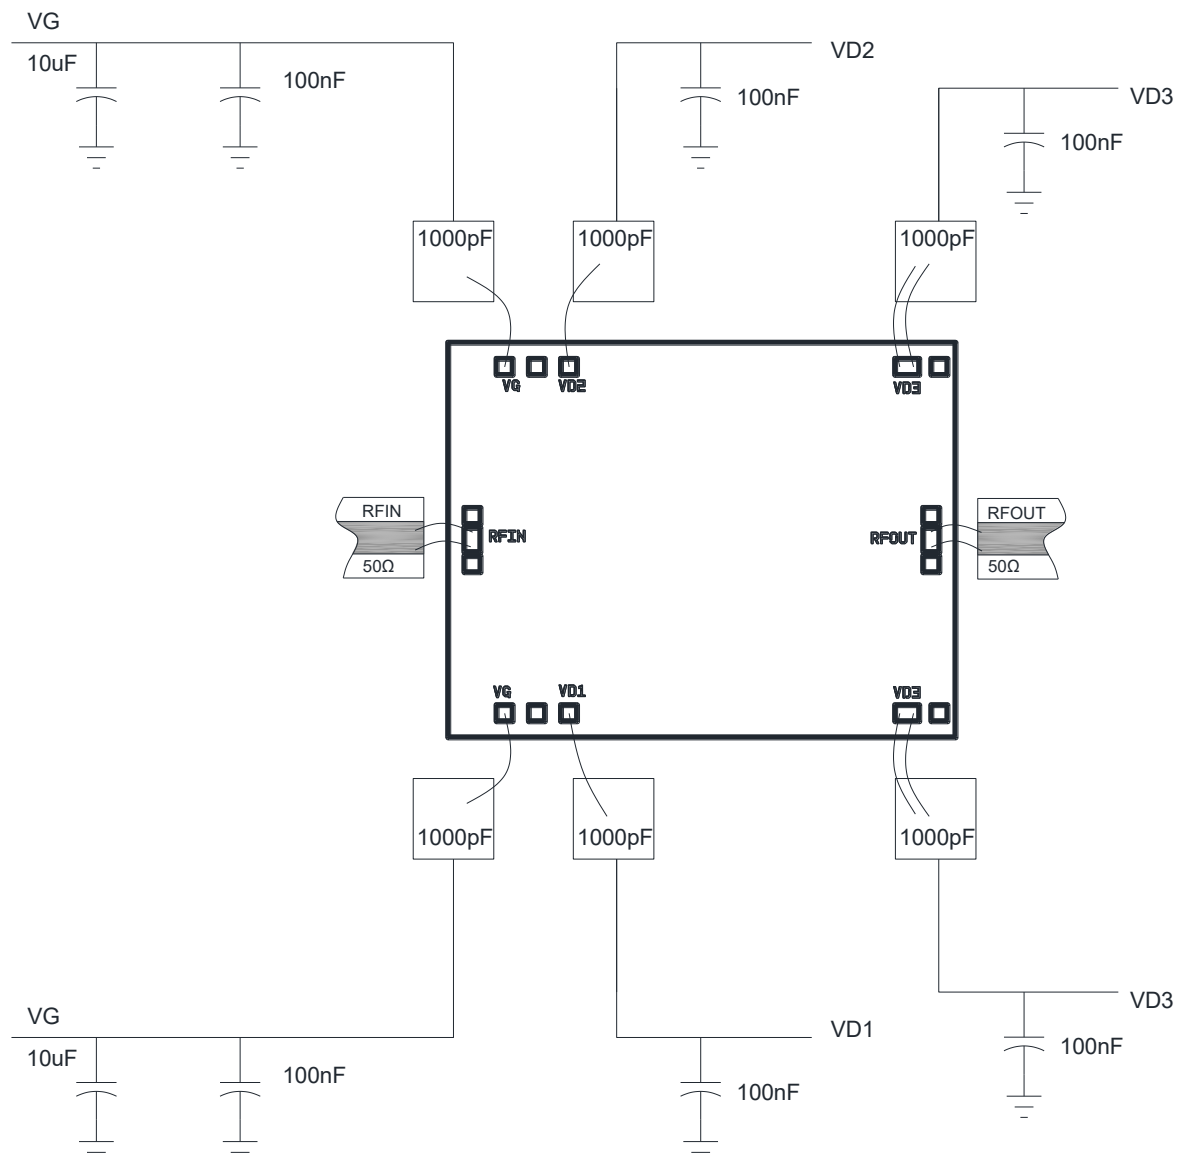 VG
10uF
100nF
VD2
100nF
VD3
100nF
1000pF
1000pF
1000pF
VG
VD2
VD3
RFIN
50Ω
RFIN
RFOUT
RFOUT
50Ω
VG
VD1
VD3
1000pF
1000pF
1000pF
VG
10uF
100nF
VD1
100nF
VD3
100nF